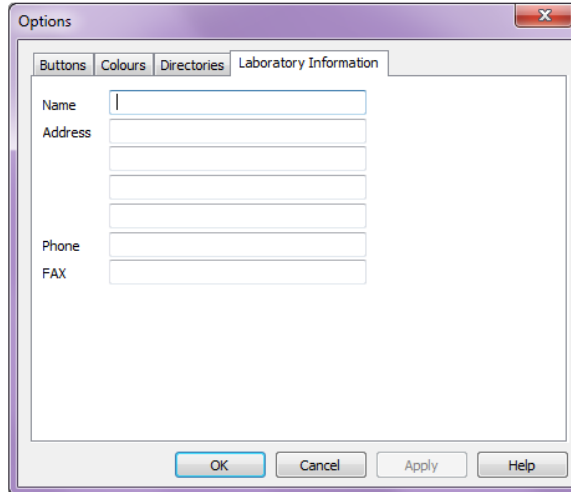 Options
x
Buttons Colours Directories Laboratory Information
Name
Address
Phone
FAX
OK Cancel Apply Help